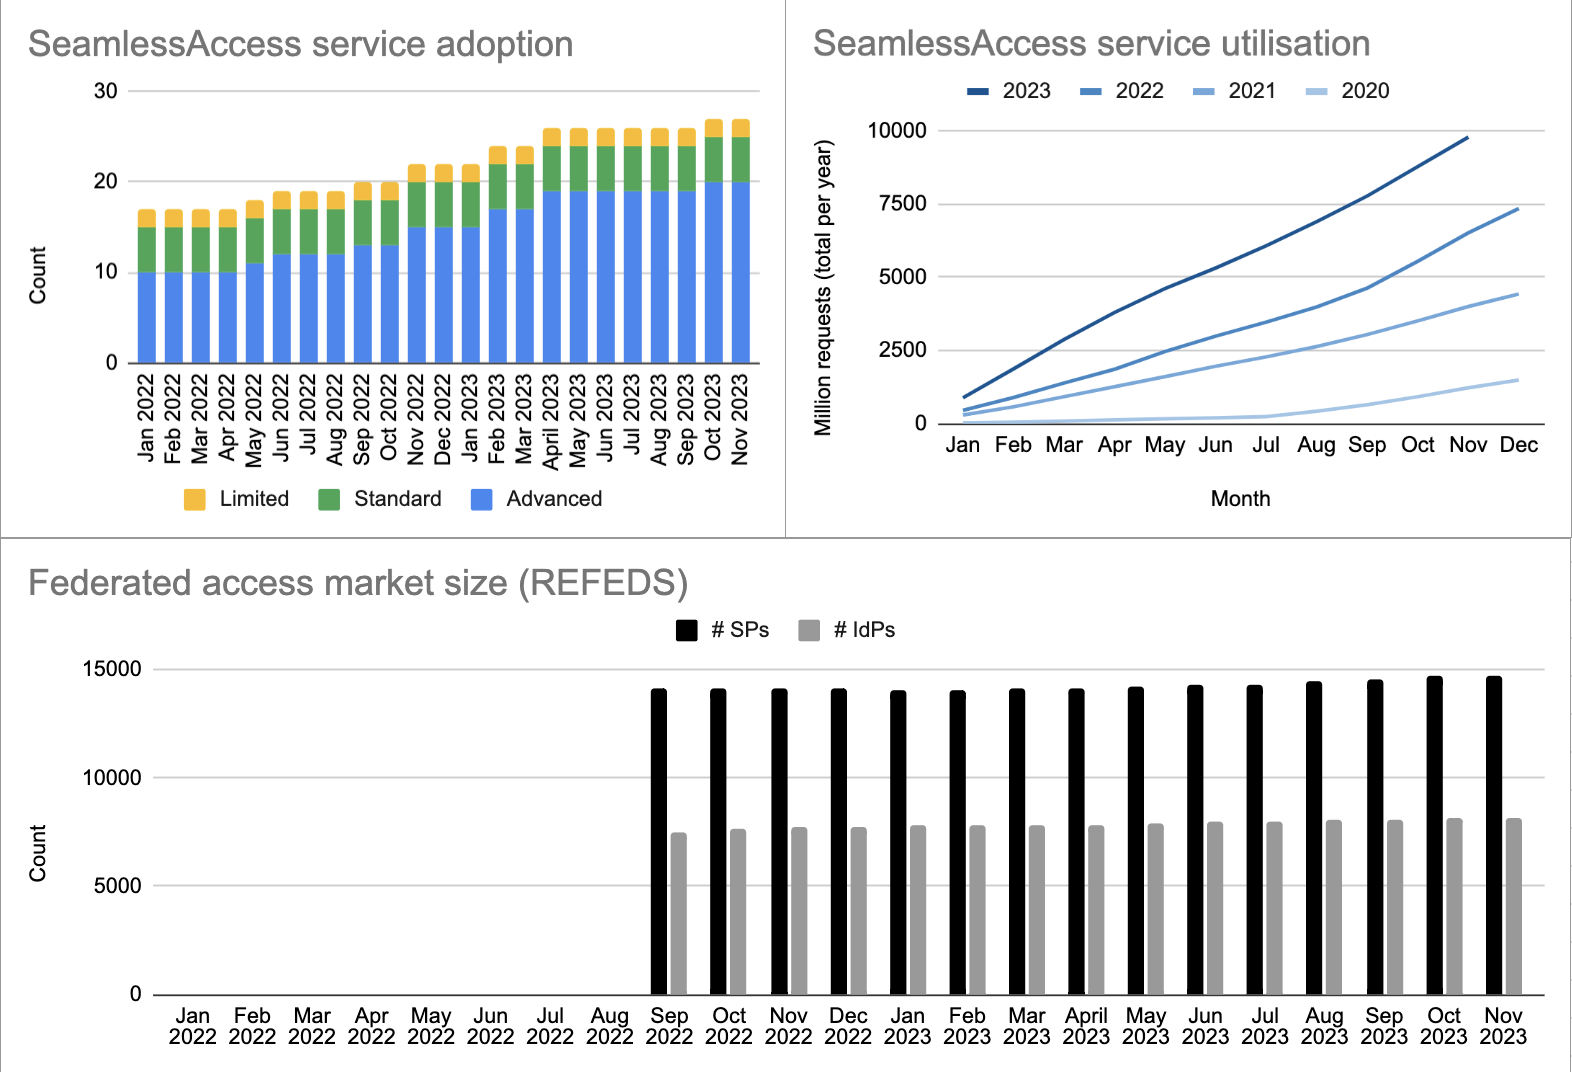 SeamlessAccess service adoption
30
20
10
0
Count
Jan 2022
Feb 2022
Mar 2022
Apr 2022
May 2022
Jun 2022
Jul 2022
Aug 2022
Sep 2022
Oct 2022
Nov 2022
Dec 2022
Jan 2023
Feb 2023
Mar 2023
April 2023
May 2023
Jun 2023
Jul 2023
Aug 2023
Sep 2023
Oct 2023
Nov 2023
Limited Standard Advanced
SeamlessAccess service utilisation
2023 2022 2021 2020
Million requests (total per year)
10000
7500
5000
2500
0
Jan Feb Mar Apr May Jun Jul Aug Sep Oct Nov Dec
Month
Federated access market size (REFEDS)
# SPs # IdPs
15000
10000
5000
0
Count
Jan Feb Mar Apr May Jun Jul Aug Sep Oct Nov Dec Jan Feb Mar April May Jun Jul Aug Sep Oct Nov
2022 2022 2022 2022 2022 2022 2022 2022 2022 2022 2022 2022 2023 2023 2023 2023 2023 2023 2023 2023 2023 2023 2023